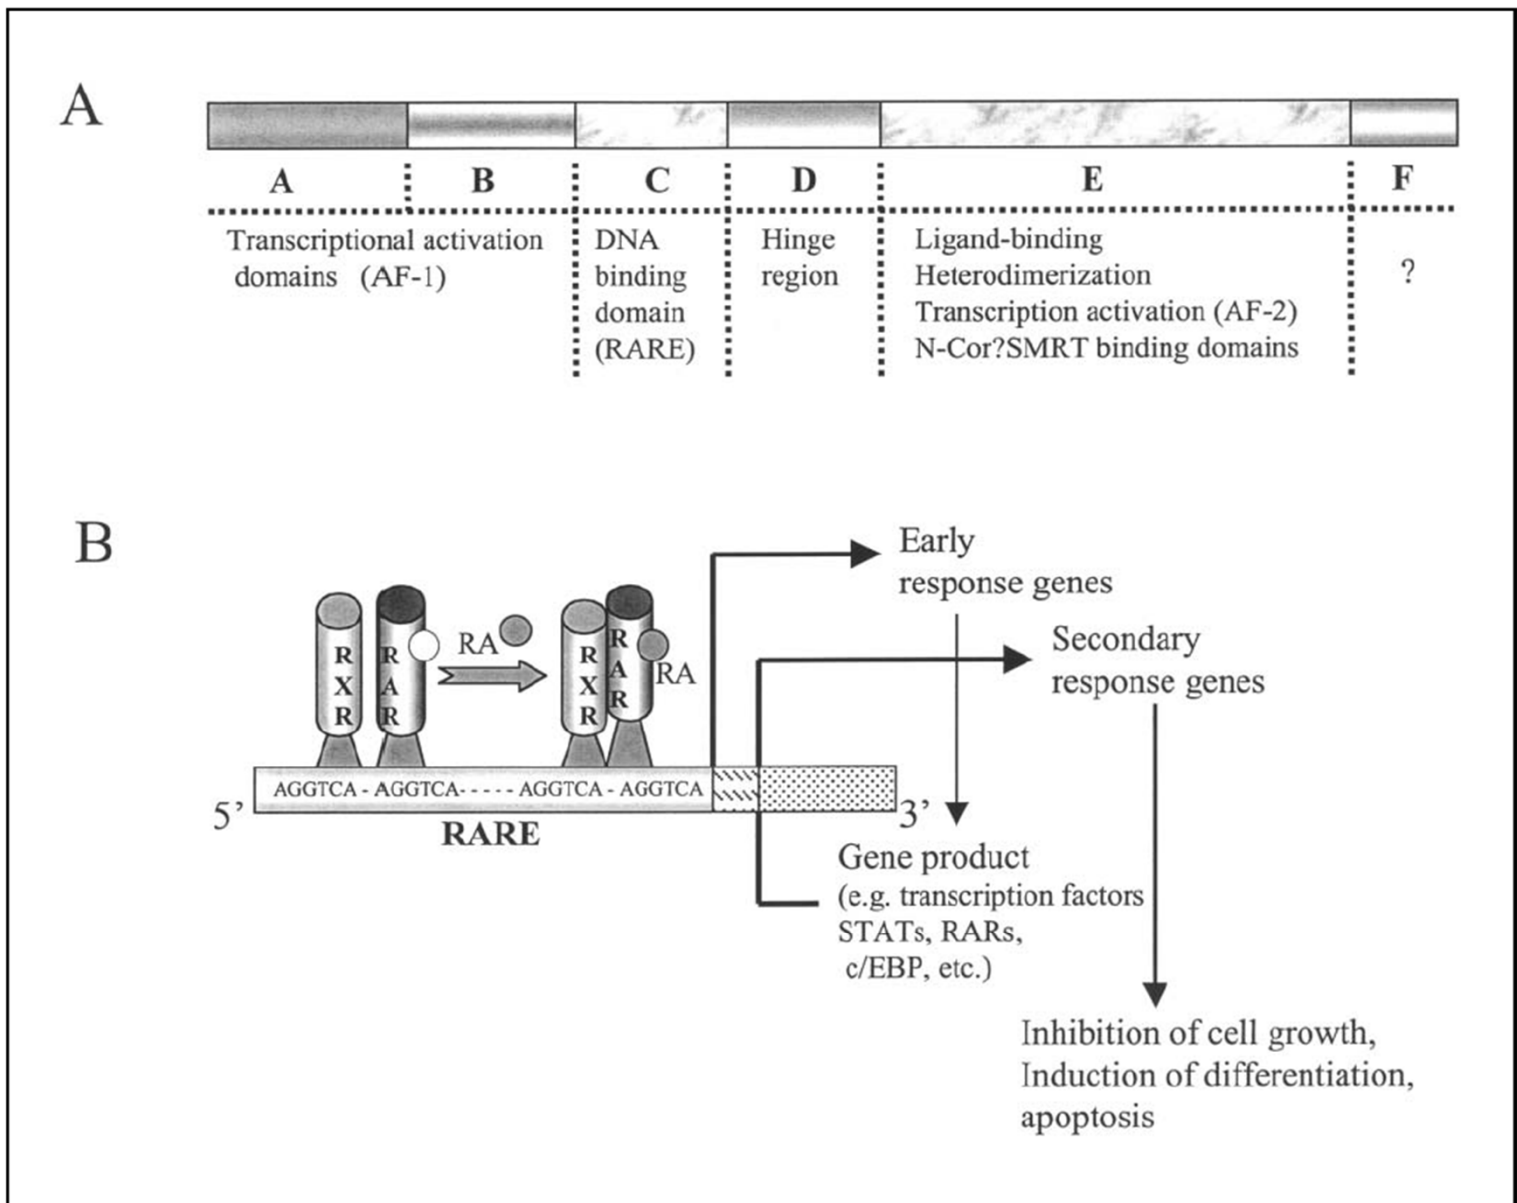 A
A B C D E F
Transcriptional activation
domains (AF-1)
DNA
binding
domain
(RARE)
Hinge
region
Ligand-binding
Heterodimerization
Transcription activation (AF-2)
N-Cor?SMRT binding domains
?
B
R
X
R
R
A
R
RA
R
X
R
R
A
R
RA
AGGTCA - AGGTCA - - - - - AGGTCA - AGGTCA
5’
3’
RARE
Early
response genes
Secondary
response genes
Gene product
(e.g. transcription factors
STATs, RARs,
c/EBP, etc.)
Inhibition of cell growth,
Induction of differentiation,
apoptosis